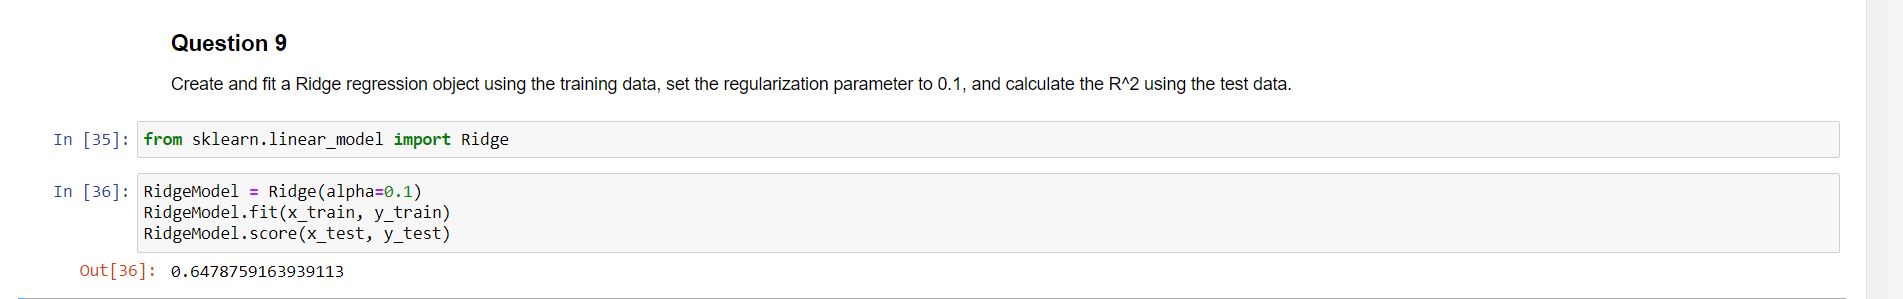 Question 9
Create and fit a Ridge regression object using the training data, set the regularization parameter to 0.1, and calculate the R^2 using the test data.
In [35]: from sklearn.linear_model import Ridge
In [36]: RidgeModel = Ridge(alpha=0.1)
RidgeModel.fit(x_train, y_train)
RidgeModel.score(x_test, y_test)
Out[36]: 0.6478759163939113